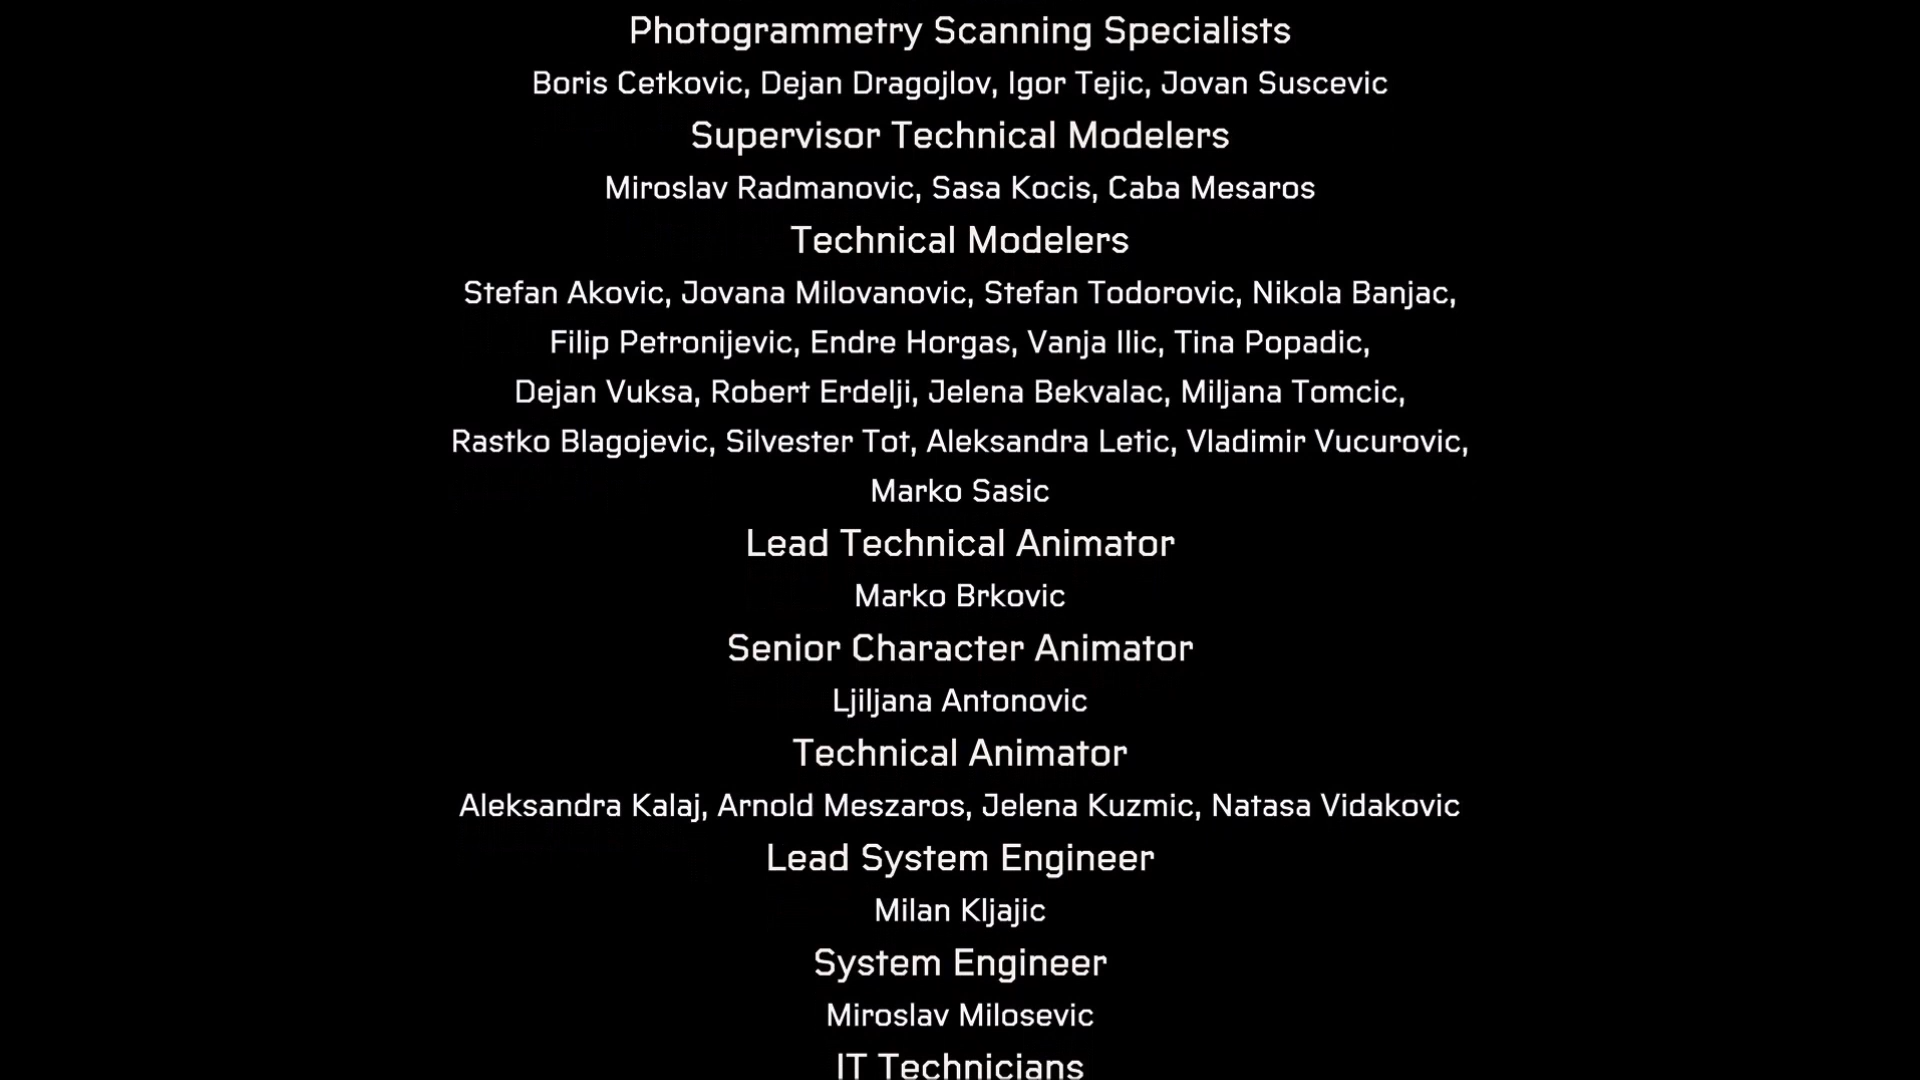 Photogrammetry Scanning Specialists
Boris Cetkovic, Dejan Dragojlov, Igor Tejic, Jovan Suscevic
Supervisor Technical Modelers
Miroslav Radmanovic, Sasa Kocis, Caba Mesaros
Technical Modelers
Stefan Akovic, Jovana Milovanovic, Stefan Todorovic, Nikola Banjac,
Filip Petronijevic, Endre Horgas, Vanja Ilic, Tina Popadic,
Dejan Vuksa, Robert Erdelji, Jelena Bekvalac, Miljana Tomcic,
Rastko Blagojevic, Silvester Tot, Aleksandra Letic, Vladimir Vucurovic,
Marko Sasic
Lead Technical Animator
Marko Brkovic
Senior Character Animator
Ljiljana Antonovic
Technical Animator
Aleksandra Kalaj, Arnold Meszaros, Jelena Kuzmic, Natasa Vidakovic
Lead System Engineer
Milan Kljajic
System Engineer
Miroslav Milosevic
IT Technicians